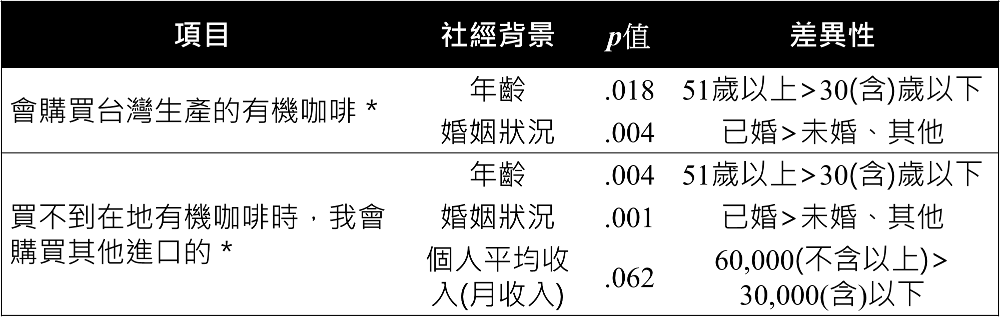 項目 社經背景 p值 差異性
會購買台灣生產的有機咖啡 *
年齡 .018 51歲以上>30(含)歲以下
婚姻狀況 .004 已婚>未婚、其他
買不到在地有機咖啡時，我會
購買其他進口的 *
年齡 .004 51歲以上>30(含)歲以下
婚姻狀況 .001 已婚>未婚、其他
個人平均收
入(月收入)
.062
60,000(不含以上)>
30,000(含)以下